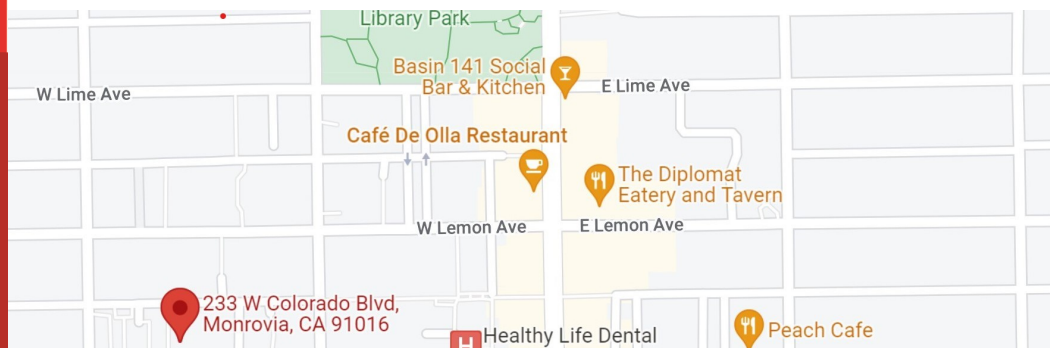 Library Park
Basin 141 Social
Bar & Kitchen
W Lime Ave
E Lime Ave
Café De Olla Restaurant
The Diplomat
Eatery and Tavern
W Lemon Ave
E Lemon Ave
233 W Colorado Blvd,
Monrovia, CA 91016
H
Healthy Life Dental
Peach Cafe